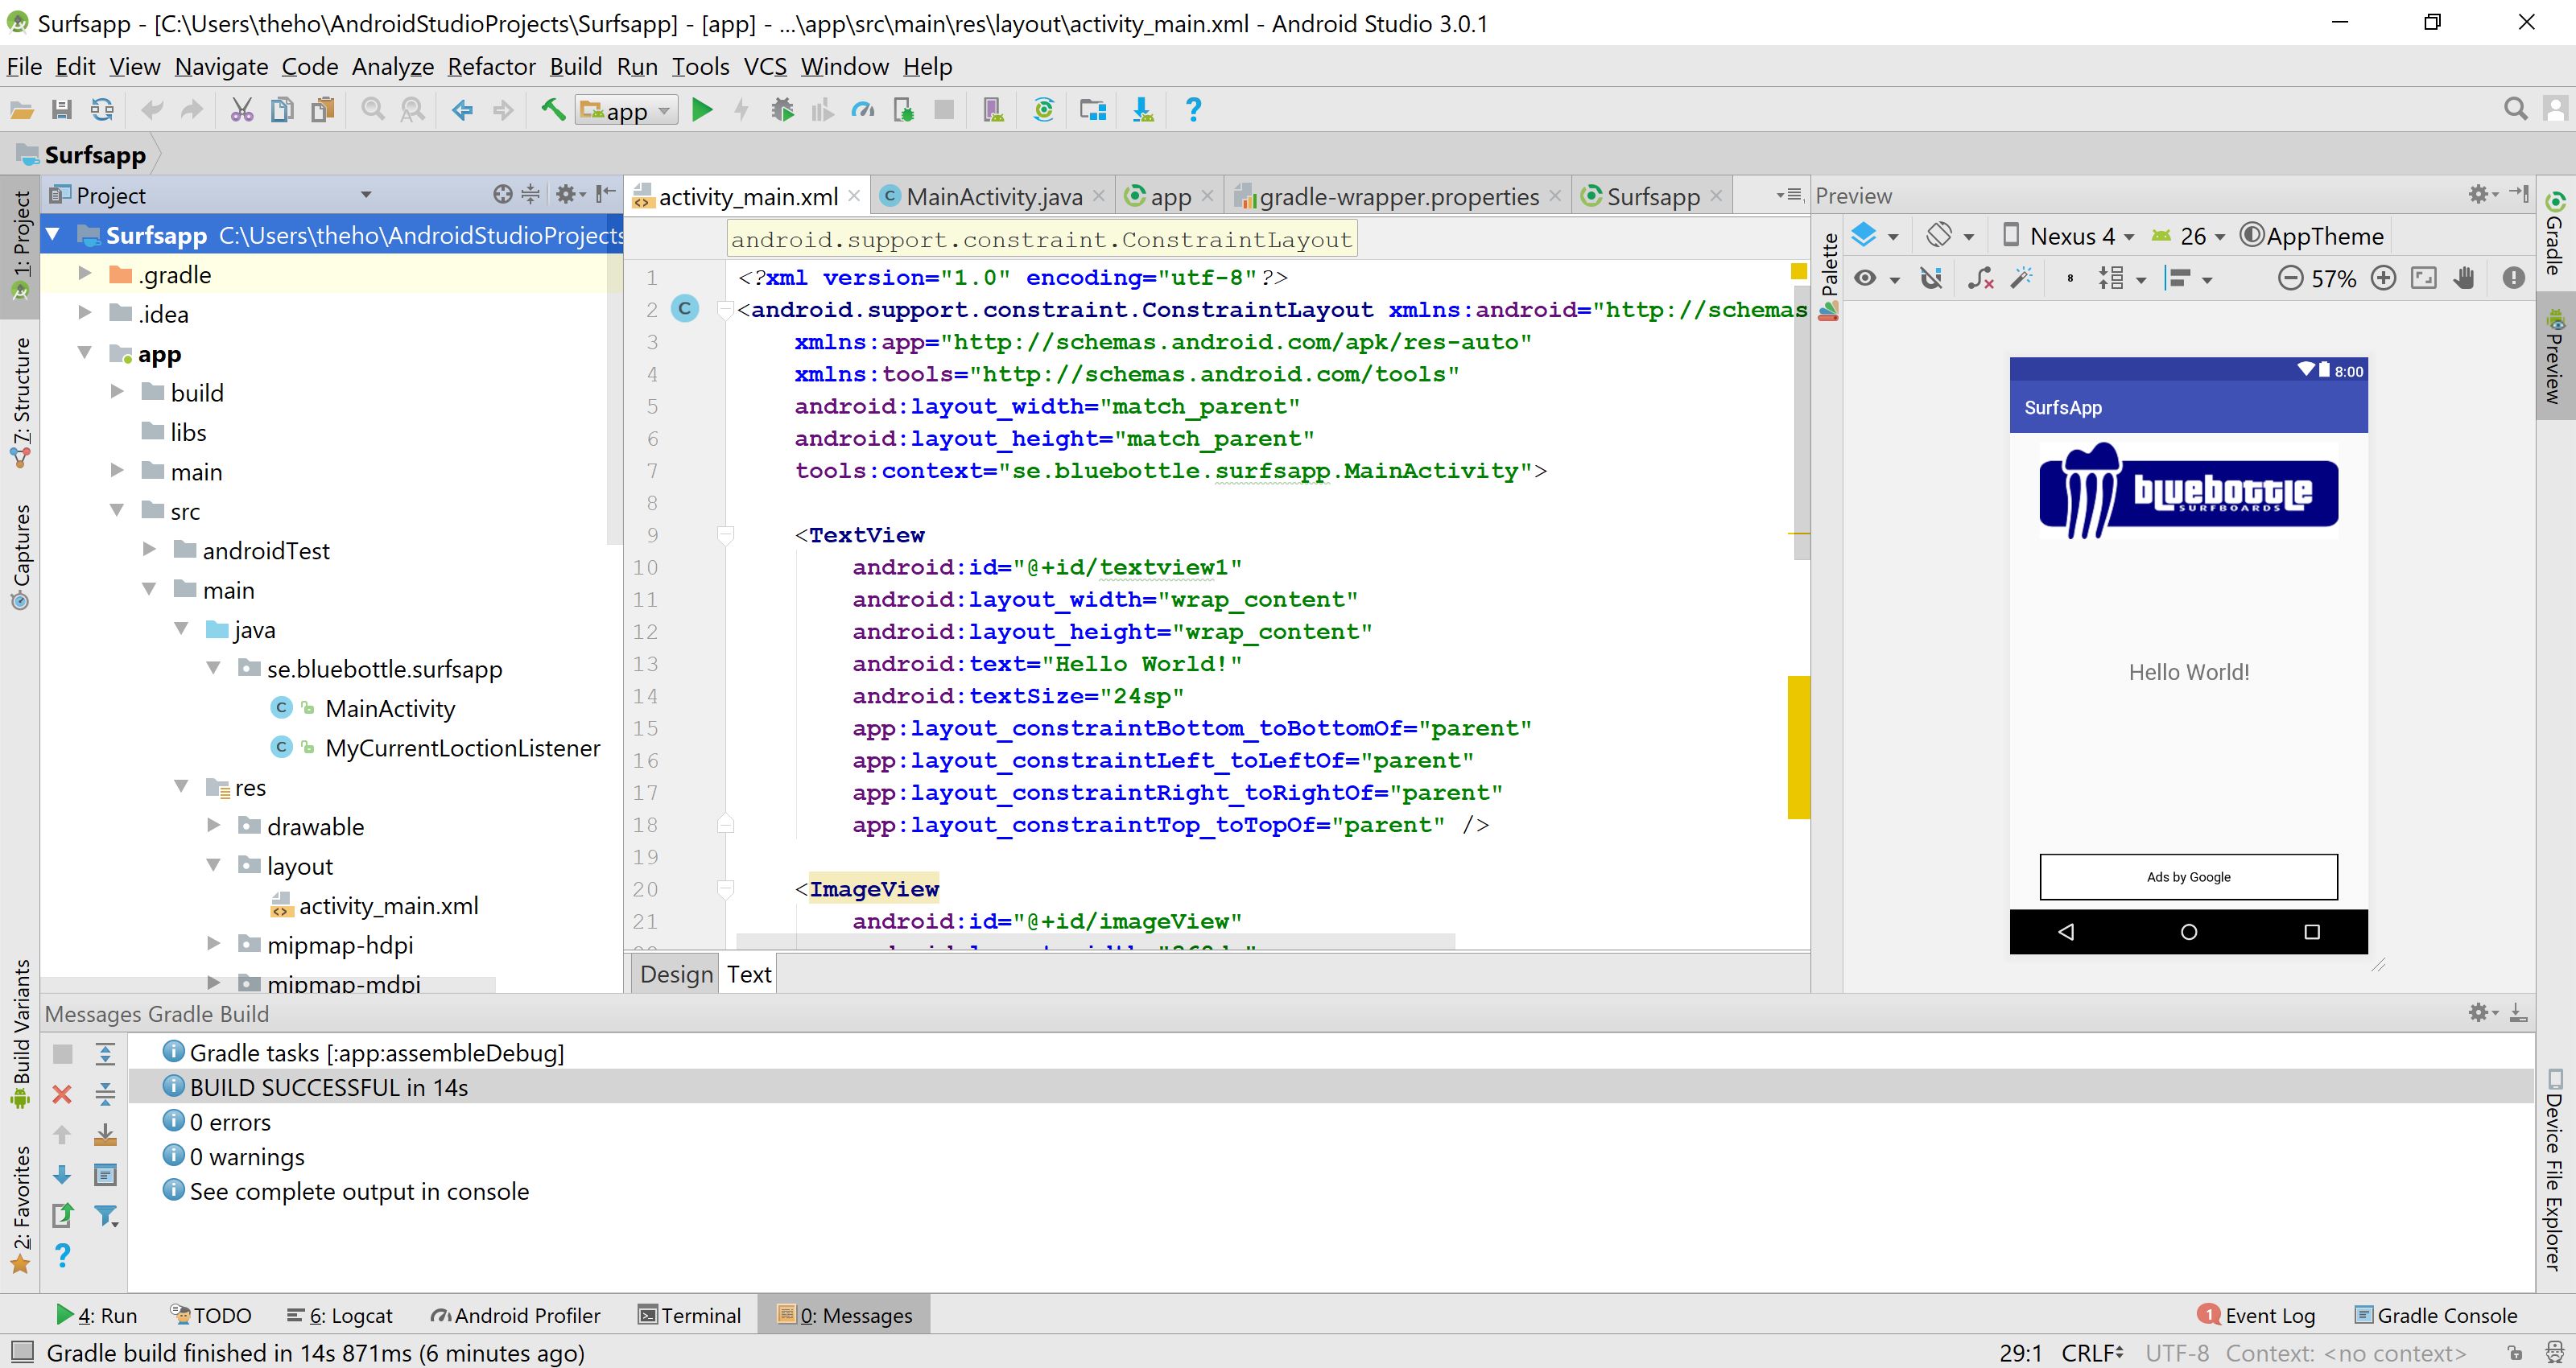 Surfsapp - [C:\Users\theho\AndroidStudioProjects\Surfsapp] - [app] - ...\app\src\main\res\layout\activity_main.xml - Android Studio 3.0.1
File Edit View Navigate Code Analyze Refactor Build Run Tools VCS Window Help
app
Surfsapp
1: Project
7: Structure
Captures
Build Variants
2: Favorites
Project
Surfsapp C:\Users\theho\AndroidStudioProjects
.gradle
.idea
app
build
libs
main
src
androidTest
main
java
se.bluebottle.surfsapp
MainActivity
MyCurrentLoctionListener
res
drawable
layout
activity_main.xml
mipmap-hdpi
mipmap-mdpi
activity_main.xml MainActivity.java app gradle-wrapper.properties Surfsapp
android.support.constraint.ConstraintLayout
1 <?xml version="1.0" encoding="utf-8"?>
2 <android.support.constraint.ConstraintLayout xmlns:android="http://schemas
3 xmlns:app="http://schemas.android.com/apk/res-auto"
4 xmlns:tools="http://schemas.android.com/tools"
5 android:layout_width="match_parent"
6 android:layout_height="match_parent"
7 tools:context="se.bluebottle.surfsapp.MainActivity">
8
9 <TextView
10 android:id="@+id/textview1"
11 android:layout_width="wrap_content"
12 android:layout_height="wrap_content"
13 android:text="Hello World!"
14 android:textSize="24sp"
15 app:layout_constraintBottom_toBottomOf="parent"
16 app:layout_constraintLeft_toLeftOf="parent"
17 app:layout_constraintRight_toRightOf="parent"
18 app:layout_constraintTop_toTopOf="parent" />
19
20 <ImageView
21 android:id="@+id/imageView"
Design Text
Preview
Palette
Nexus 4 26 AppTheme
8 57%
8:00
SurfsApp
bluebottle
SURFBOARDS
Hello World!
Ads by Google
Gradle
Preview
Device File Explorer
Messages Gradle Build
Gradle tasks [:app:assembleDebug]
BUILD SUCCESSFUL in 14s
0 errors
0 warnings
See complete output in console
4: Run TODO 6: Logcat Android Profiler Terminal 0: Messages 1 Event Log Gradle Console
Gradle build finished in 14s 871ms (6 minutes ago) 29:1 CRLF UTF-8 Context: <no context>